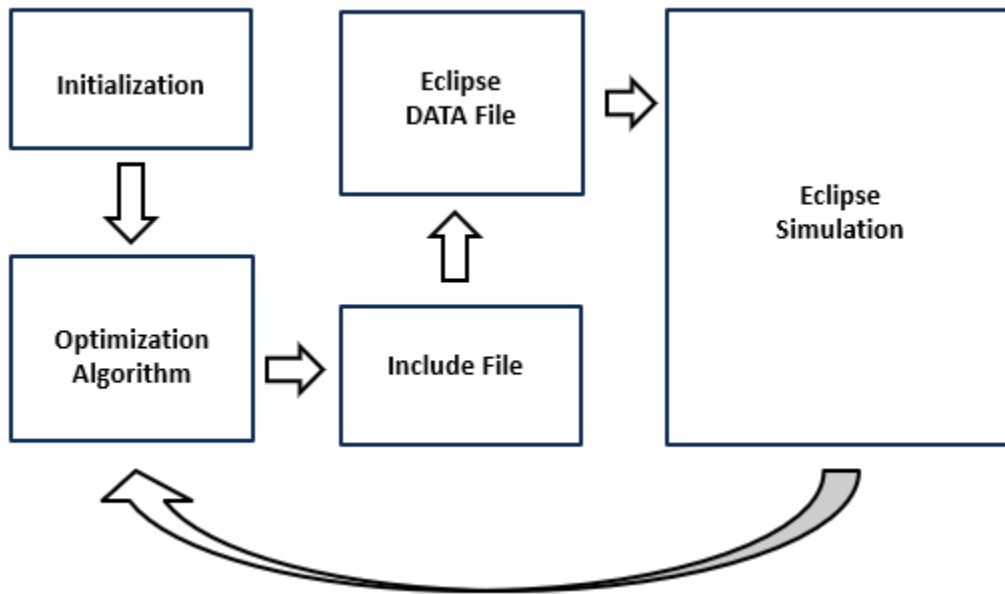 Initialization
Eclipse
DATA File
Eclipse
Simulation
Optimization
Algorithm
Include File